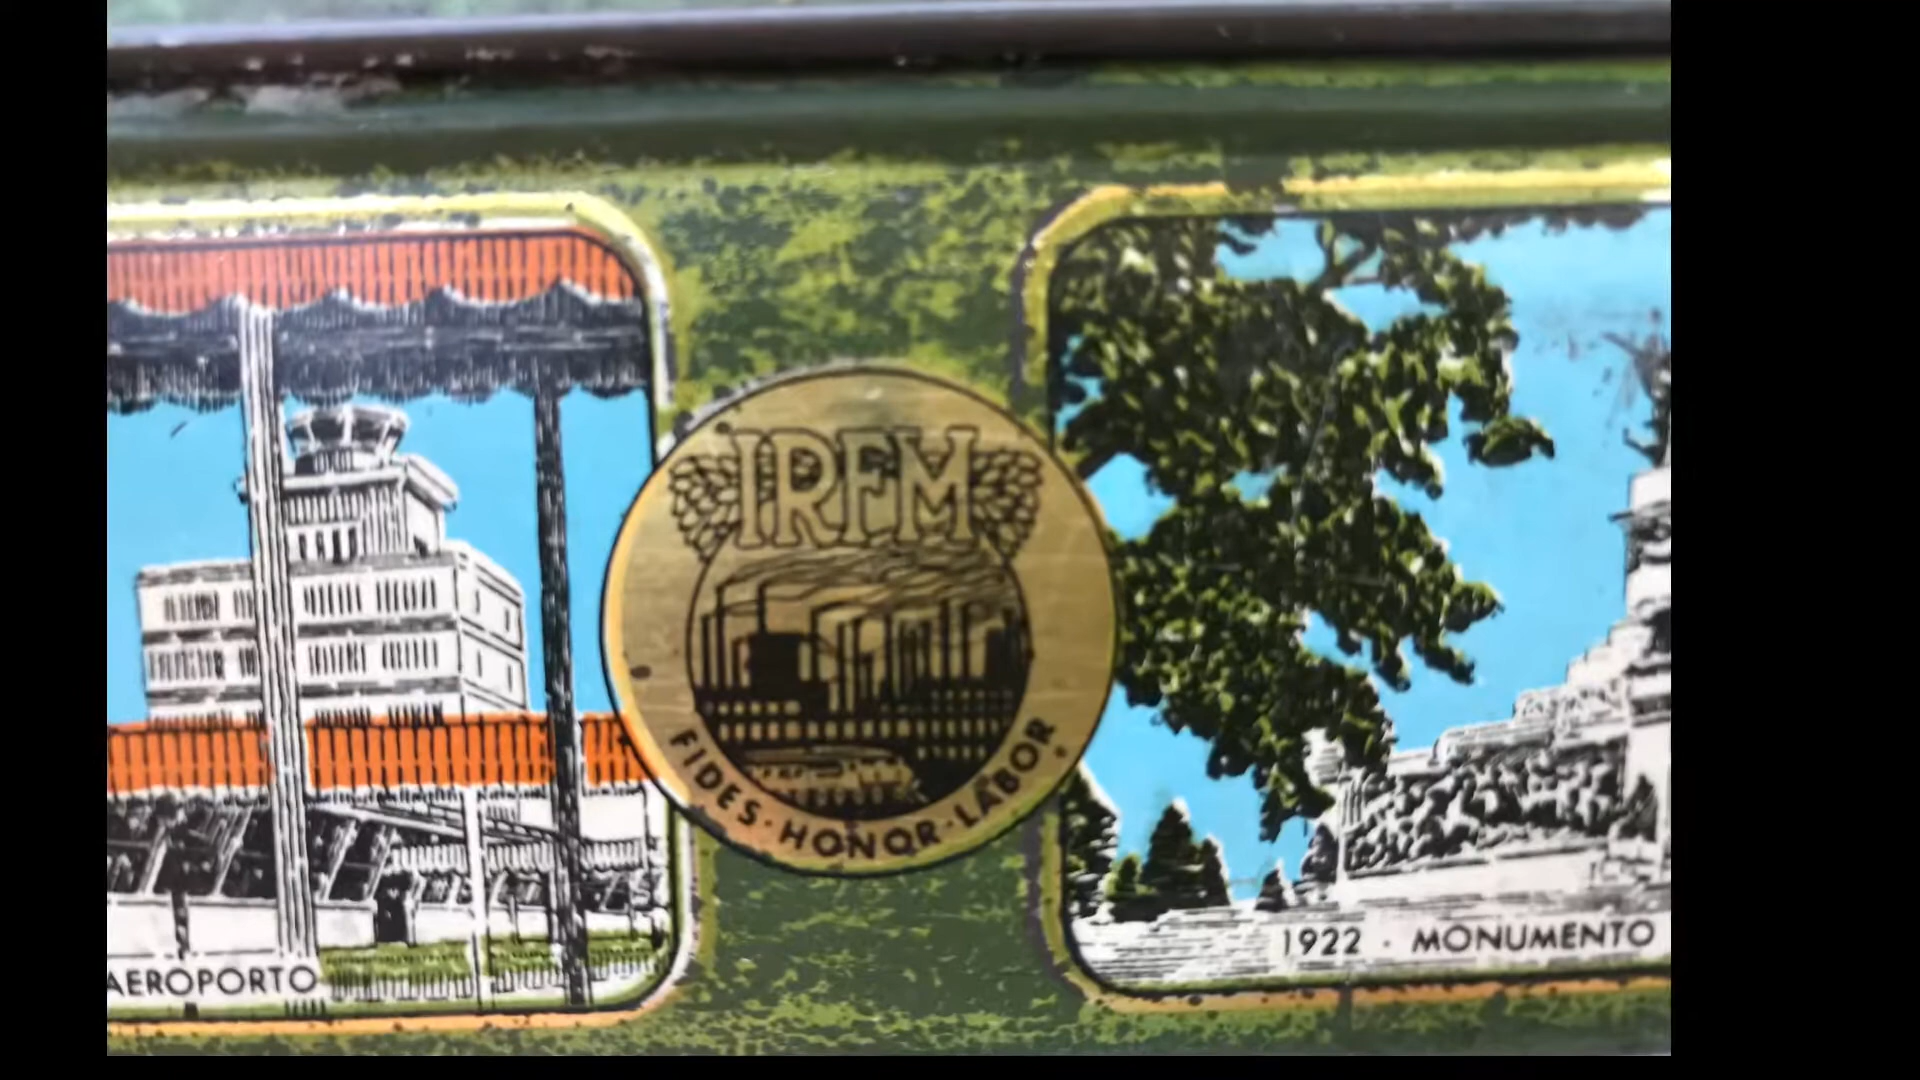 IRFM
FIDES · HONOR · LABOR
AEROPORTO
1922 · MONUMENTO